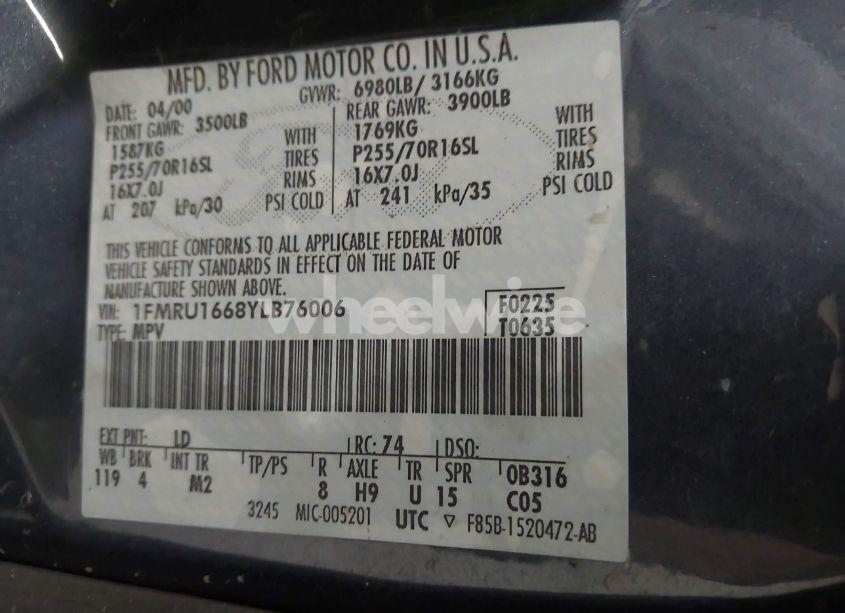 MFD. BY FORD MOTOR CO. IN U.S.A.
DATE: 04/00 GVWR: 6980LB/ 3166KG
FRONT GAWR: 3500LB REAR GAWR: 3900LB
1587KG WITH 1769KG WITH
P255/70R16SL TIRES P255/70R16SL TIRES
16X7.0J RIMS 16X7.0J RIMS
AT 207 kPa/30 PSI COLD AT 241 kPa/35 PSI COLD
THIS VEHICLE CONFORMS TO ALL APPLICABLE FEDERAL MOTOR
VEHICLE SAFETY STANDARDS IN EFFECT ON THE DATE OF
MANUFACTURE SHOWN ABOVE.
VIN: 1FMRU1668YLB76006 F0225
TYPE: MPV T0635
wheelwise
EXT PNT: LD RC: 74 DSO:
WB BRK INT TR TP/PS R AXLE TR SPR 0B316
119 4 M2 8 H9 U 15 C05
3245 MIC-005201 UTC ▽ F85B-1520472-AB